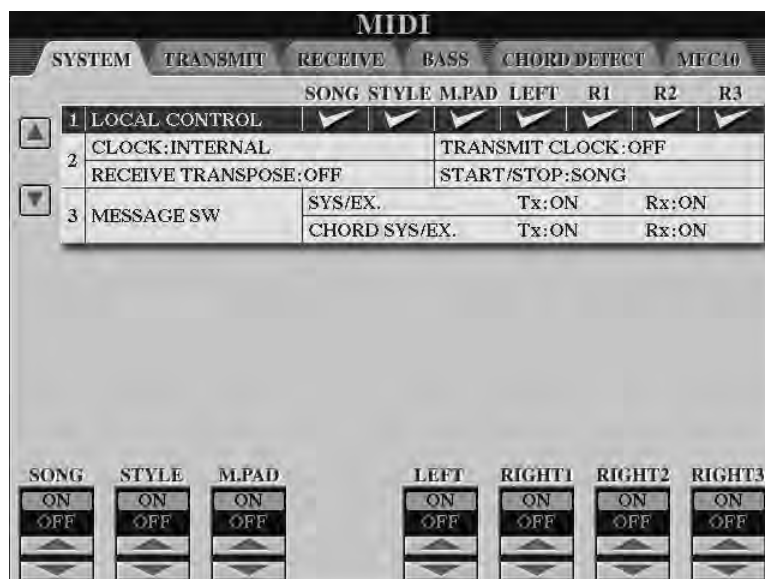 MIDI
SYSTEM TRANSMIT RECEIVE BASS CHORD DETECT MFC10
SONG STYLE M.PAD LEFT R1 R2 R3
1 LOCAL CONTROL
2 CLOCK:INTERNAL TRANSMIT CLOCK:OFF
RECEIVE TRANSPOSE:OFF START/STOP:SONG
3 MESSAGE SW SYS/EX. Tx:ON Rx:ON
CHORD SYS/EX. Tx:ON Rx:ON
SONG STYLE M.PAD LEFT RIGHT1 RIGHT2 RIGHT3
ON ON ON ON ON ON ON
OFF OFF OFF OFF OFF OFF OFF